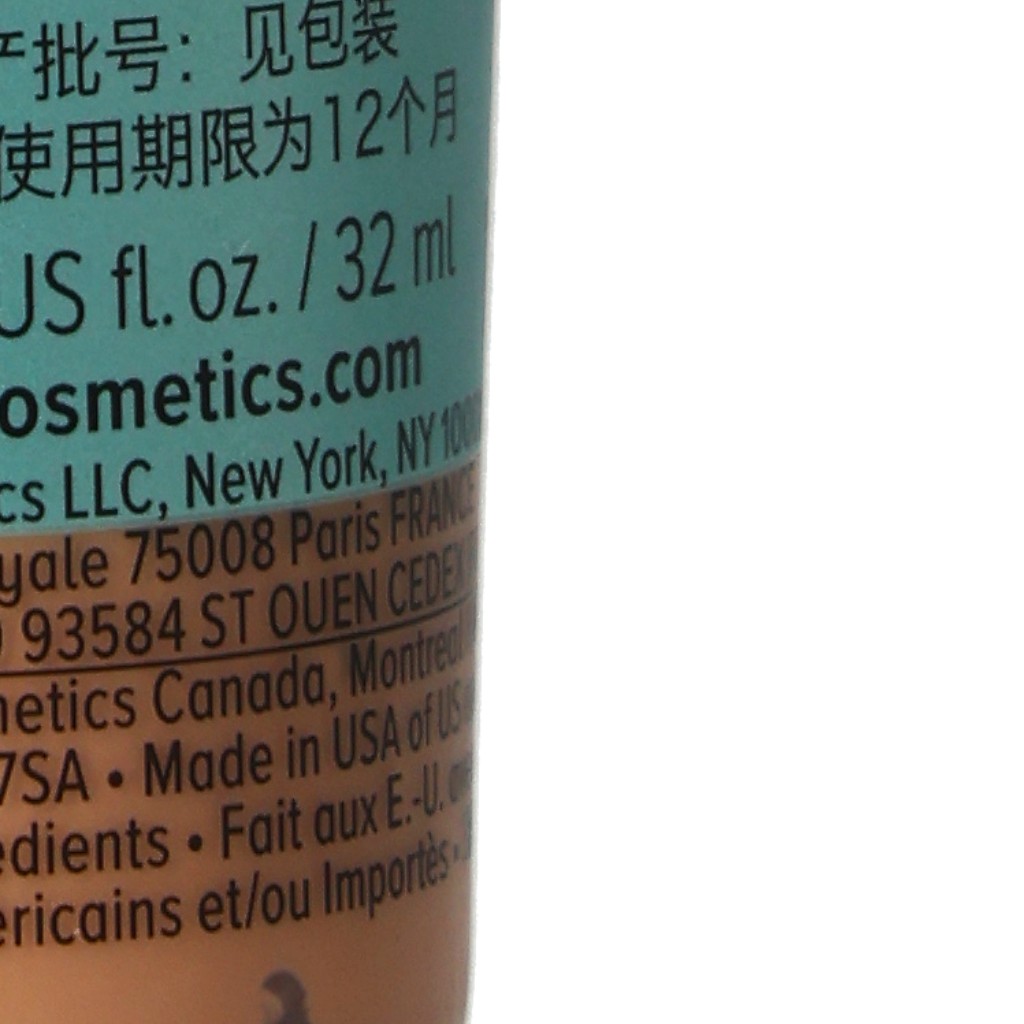 产批号：见包装
使用期限为12个月
US fl. oz. / 32 ml
osmetics.com
cs LLC, New York, NY
yale 75008 Paris FRANCE
93584 ST OUEN CEDEX
etics Canada, Montreal
7SA • Made in USA of US
edients • Fait aux E.-U.
ericains et/ou Importès •